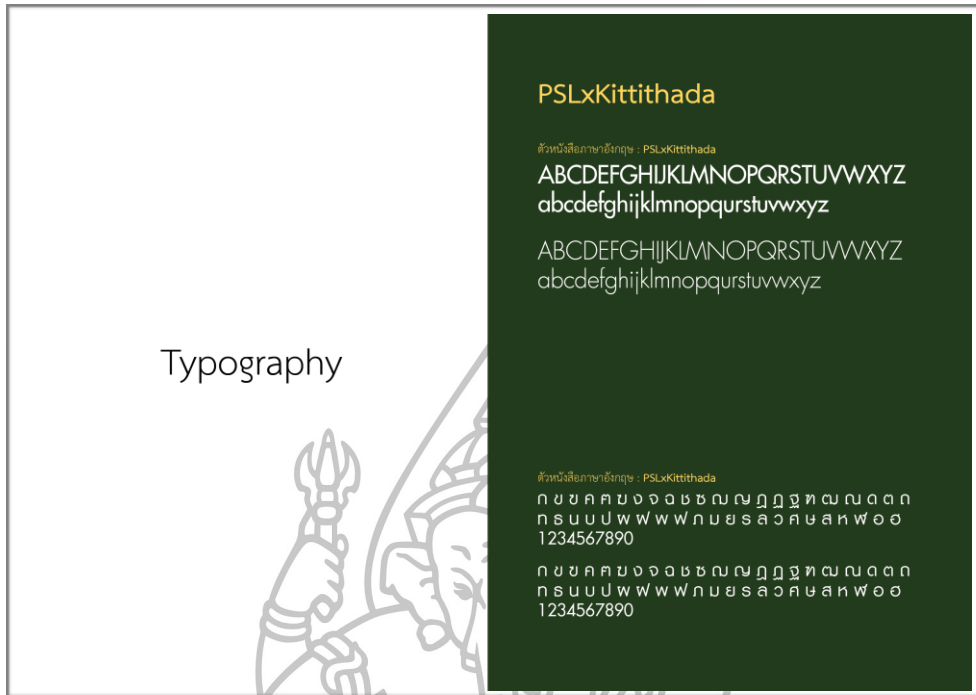 Typography
PSLxKittithada
ตัวหนังสือภาษาอังกฤษ : PSLxKittithada
ABCDEFGHIJKLMNOPQRSTUVWXYZ
abcdefghijklmnopqurstuvwxyz
ABCDEFGHIJKLMNOPQRSTUVWXYZ
abcdefghijklmnopqurstuvwxyz
ตัวหนังสือภาษาอังกฤษ : PSLxKittithada
ก ข ฃ ค ฅ ฆ ง จ ฉ ช ซ ฌ ญ ฎ ฏ ฐ ฑ ฒ ณ ด ต ถ
ท ธ น บ ป พ ฟ พ ฟ ภ ม ย ร ล ว ศ ษ ส ห ฬ อ ฮ
1234567890
ก ข ฃ ค ฅ ฆ ง จ ฉ ช ซ ฌ ญ ฎ ฏ ฐ ฑ ฒ ณ ด ต ถ
ท ธ น บ ป พ ฟ พ ฟ ภ ม ย ร ล ว ศ ษ ส ห ฬ อ ฮ
1234567890